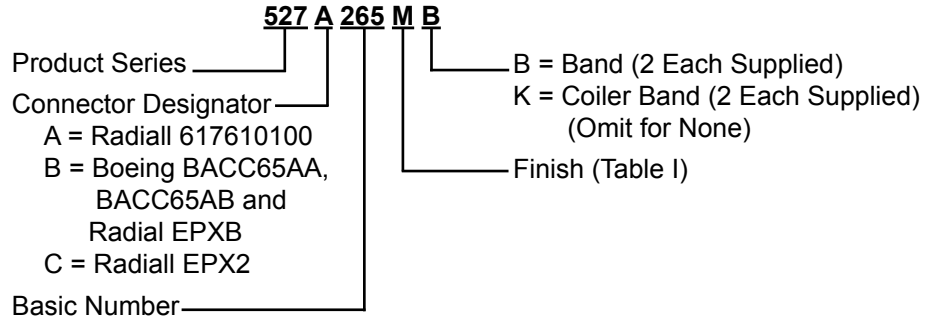 527 A 265 M B
Product Series
Connector Designator
A = Radiall 617610100
B = Boeing BACC65AA,
BACC65AB and
Radial EPXB
C = Radiall EPX2
Basic Number
B = Band (2 Each Supplied)
K = Coiler Band (2 Each Supplied)
(Omit for None)
Finish (Table I)